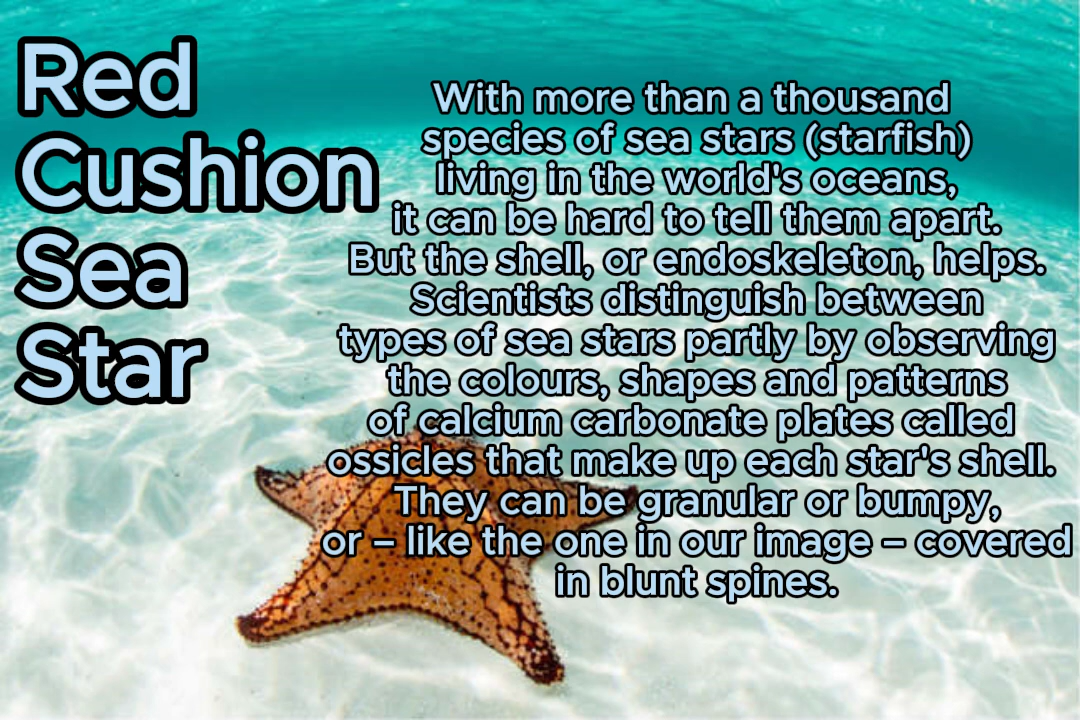 Red
Cushion
Sea
Star
With more than a thousand
species of sea stars (starfish)
living in the world's oceans,
it can be hard to tell them apart.
But the shell, or endoskeleton, helps.
Scientists distinguish between
types of sea stars partly by observing
the colours, shapes and patterns
of calcium carbonate plates called
ossicles that make up each star's shell.
They can be granular or bumpy,
or – like the one in our image – covered
in blunt spines.